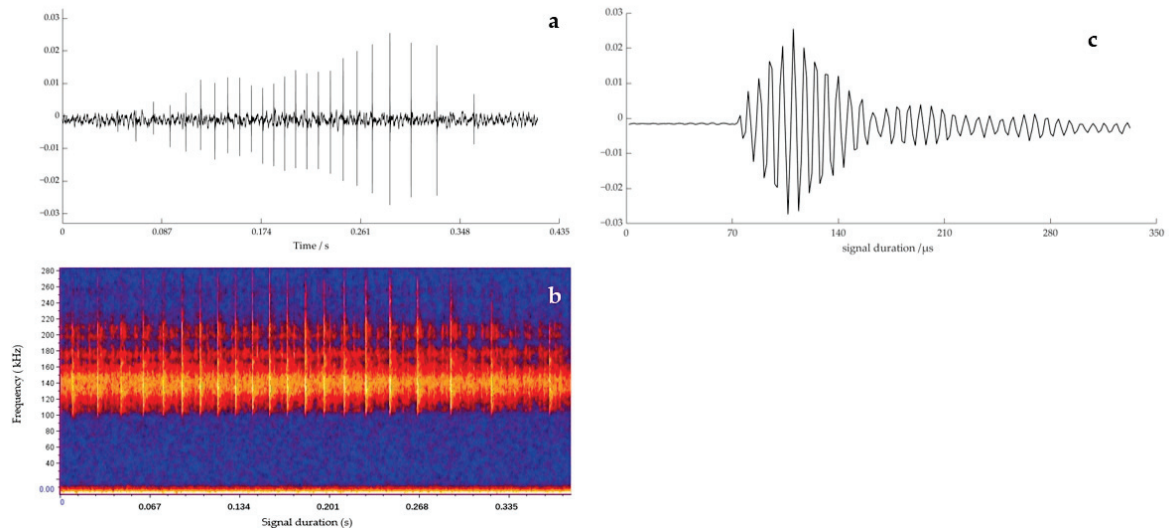 a
0.03
0.02
0.01
0
−0.01
−0.02
−0.03
0 0.087 0.174 0.261 0.348 0.435
Time / s
c
0.03
0.02
0.01
0
−0.01
−0.02
−0.03
0 70 140 210 280 350
signal duration /μs
b
280
260
240
220
200
180
160
140
120
100
80
60
40
20
0.00
Frequency ( kHz)
0 0.067 0.134 0.201 0.268 0.335
Signal duration (s)